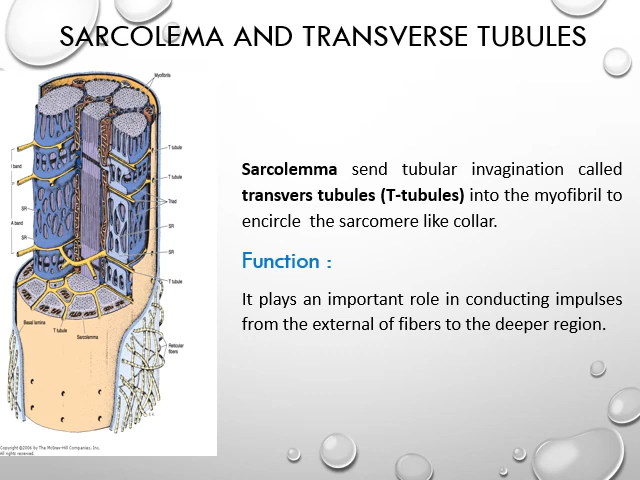 SARCOLEMA AND TRANSVERSE TUBULES
Myofibrils
T tubule
I band
T tubule
Triad
SR
SR
A band
SR
SR
T tubule
Basal lamina
T tubule
Sarcolemma
Reticular
fibers
Copyright ©2006 by The McGraw-Hill Companies, Inc.
All rights reserved.
Sarcolemma send tubular invagination called
transvers tubules (T-tubules) into the myofibril to
encircle the sarcomere like collar.
Function :
It plays an important role in conducting impulses
from the external of fibers to the deeper region.